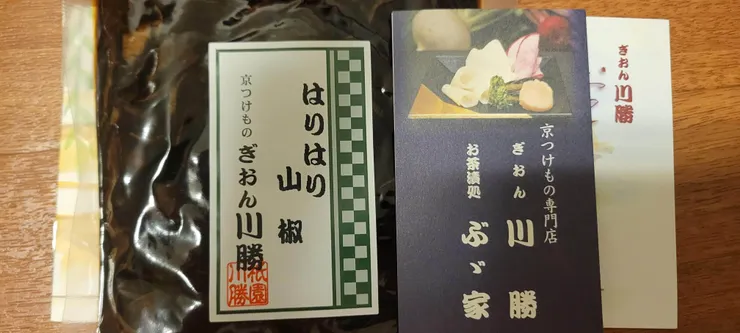 はりはり
山椒
京つけもの ぎおん川勝
祇園
川勝
京つけもの専門店
ぎおん 川勝
お茶漬処 ぶゞ家
ぎおん 川勝